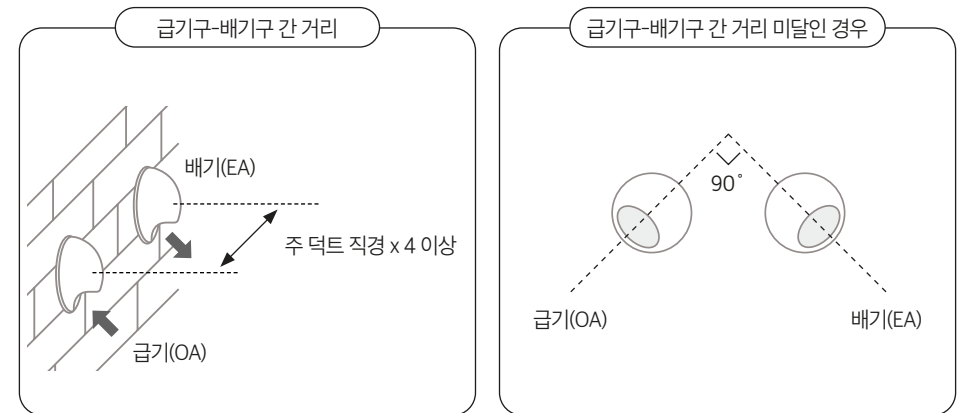 급기구-배기구 간 거리
배기(EA)
주 덕트 직경 x 4 이상
급기(OA)
급기구-배기구 간 거리 미달인 경우
90˚
급기(OA)
배기(EA)